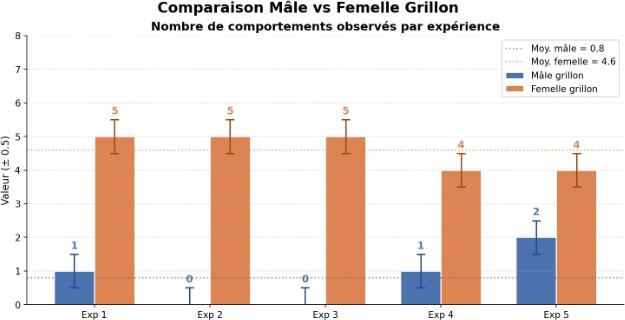 Comparaison Mâle vs Femelle Grillon
Nombre de comportements observés par expérience
8
7
6
5
4
3
2
1
0
Valeur (± 0.5)
Moy. mâle = 0.8
Moy. femelle = 4.6
Mâle grillon
Femelle grillon
1 5 0 5 0 5 1 4 2 4
Exp 1 Exp 2 Exp 3 Exp 4 Exp 5